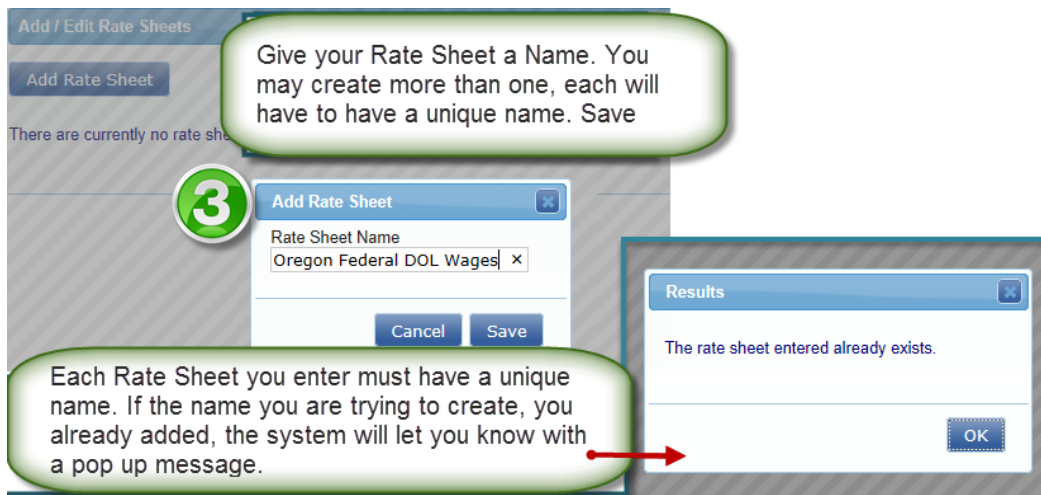 Add / Edit Rate Sheets
Add Rate Sheet
There are currently no rate she
Give your Rate Sheet a Name. You
may create more than one, each will
have to have a unique name. Save
3
Add Rate Sheet
Rate Sheet Name
Oregon Federal DOL Wages
Cancel Save
Each Rate Sheet you enter must have a unique
name. If the name you are trying to create, you
already added, the system will let you know with
a pop up message.
Results
The rate sheet entered already exists.
OK